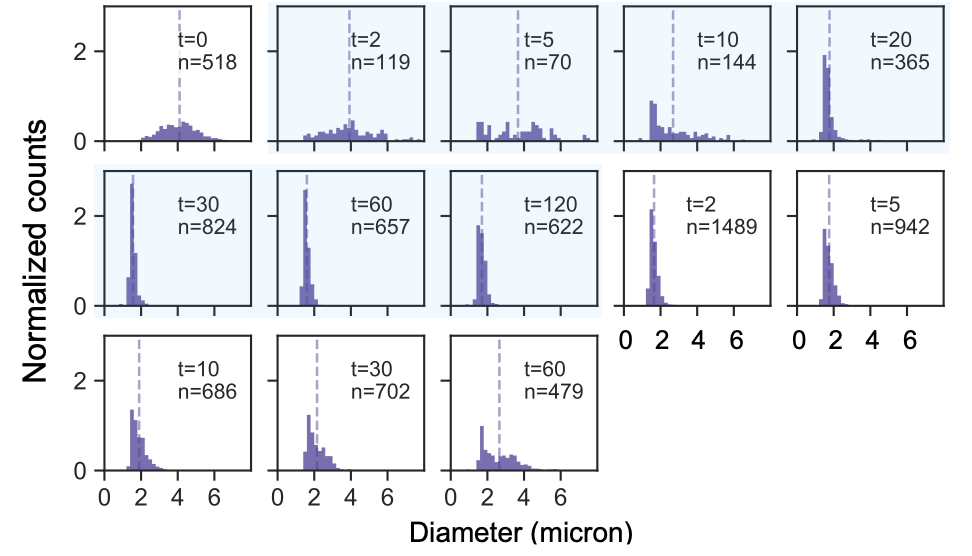 Normalized counts
2
0
t=0
n=518
t=2
n=119
t=5
n=70
t=10
n=144
t=20
n=365
2
0
t=30
n=824
t=60
n=657
t=120
n=622
t=2
n=1489
t=5
n=942
0 2 4 6
0 2 4 6
2
0
t=10
n=686
t=30
n=702
t=60
n=479
0 2 4 6
0 2 4 6
0 2 4 6
Diameter (micron)